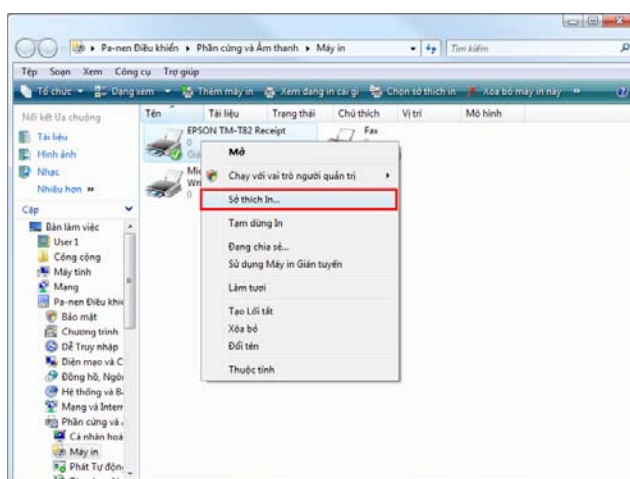 Pa-nen Điều khiển ▸ Phần cứng và Âm thanh ▸ Máy in
Tìm kiếm
Tệp Soạn Xem Công cụ Trợ giúp
Tổ chức Dạng xem Thêm máy in Xem đang in cái gì Chọn sở thích in Xóa bỏ máy in này »
Nối kết Ưa chuộng
Tài liệu
Hình ảnh
Nhạc
Nhiều hơn »
Cặp
Bàn làm việc
User1
Công cộng
Máy tính
Mạng
Pa-nen Điều khiể
Bảo mật
Chương trình
Dễ Truy nhập
Diện mạo và C
Đồng hồ, Ngôn
Hệ thống và B
Mạng và Intern
Phần cứng và
Cá nhân hoá
Máy in
Phát Tự độn
Tên Tài liệu Trạng thái Chú thích Vị trí Mô hình
EPSON TM-T82 Receipt
0
Fax
Mic
Wri
0
Mở
Chạy với vai trò người quản trị
Sở thích In...
Tạm dừng In
Đang chia sẻ...
Sử dụng Máy in Gián tuyến
Làm tươi
Tạo Lối tắt
Xóa bỏ
Đổi tên
Thuộc tính